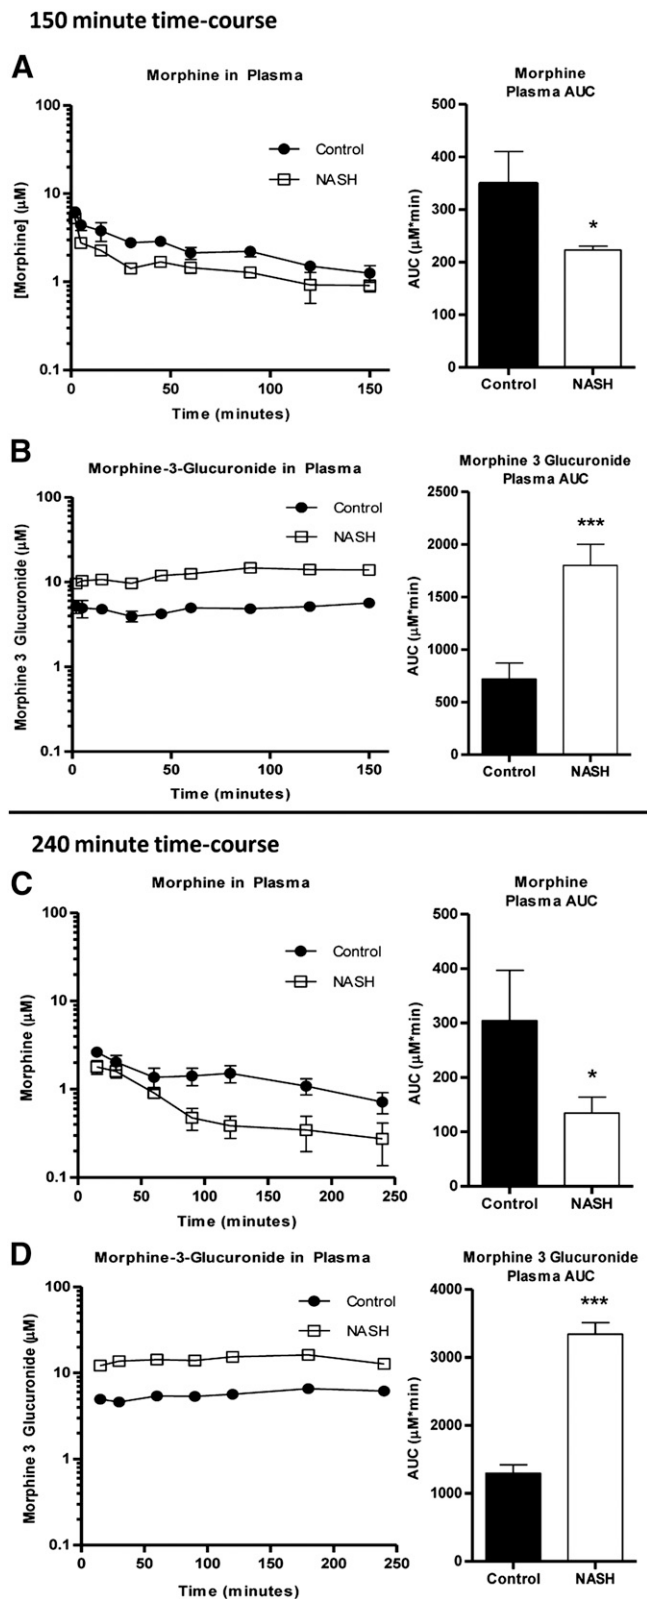 150 minute time-course
A
Morphine in Plasma
[Morphine] (μM)
100
10
1
0.1
0
50
100
150
Time (minutes)
Control
NASH
Morphine
Plasma AUC
AUC (μM*min)
500
400
300
200
100
0
*
Control
NASH
B
Morphine-3-Glucuronide in Plasma
Morphine 3 Glucuronide (μM)
100
10
1
0.1
0
50
100
150
Time (minutes)
Control
NASH
Morphine 3 Glucuronide
Plasma AUC
AUC (μM*min)
2500
2000
1500
1000
500
0
***
Control
NASH
240 minute time-course
C
Morphine in Plasma
Morphine (μM)
100
10
1
0.1
0
50
100
150
200
250
Time (minutes)
Control
NASH
Morphine
Plasma AUC
AUC (μM*min)
500
400
300
200
100
0
*
Control
NASH
D
Morphine-3-Glucuronide in Plasma
Morphine 3 Glucuronide (μM)
100
10
1
0.1
0
50
100
150
200
250
Time (minutes)
Control
NASH
Morphine 3 Glucuronide
Plasma AUC
AUC (μM*min)
4000
3000
2000
1000
0
***
Control
NASH